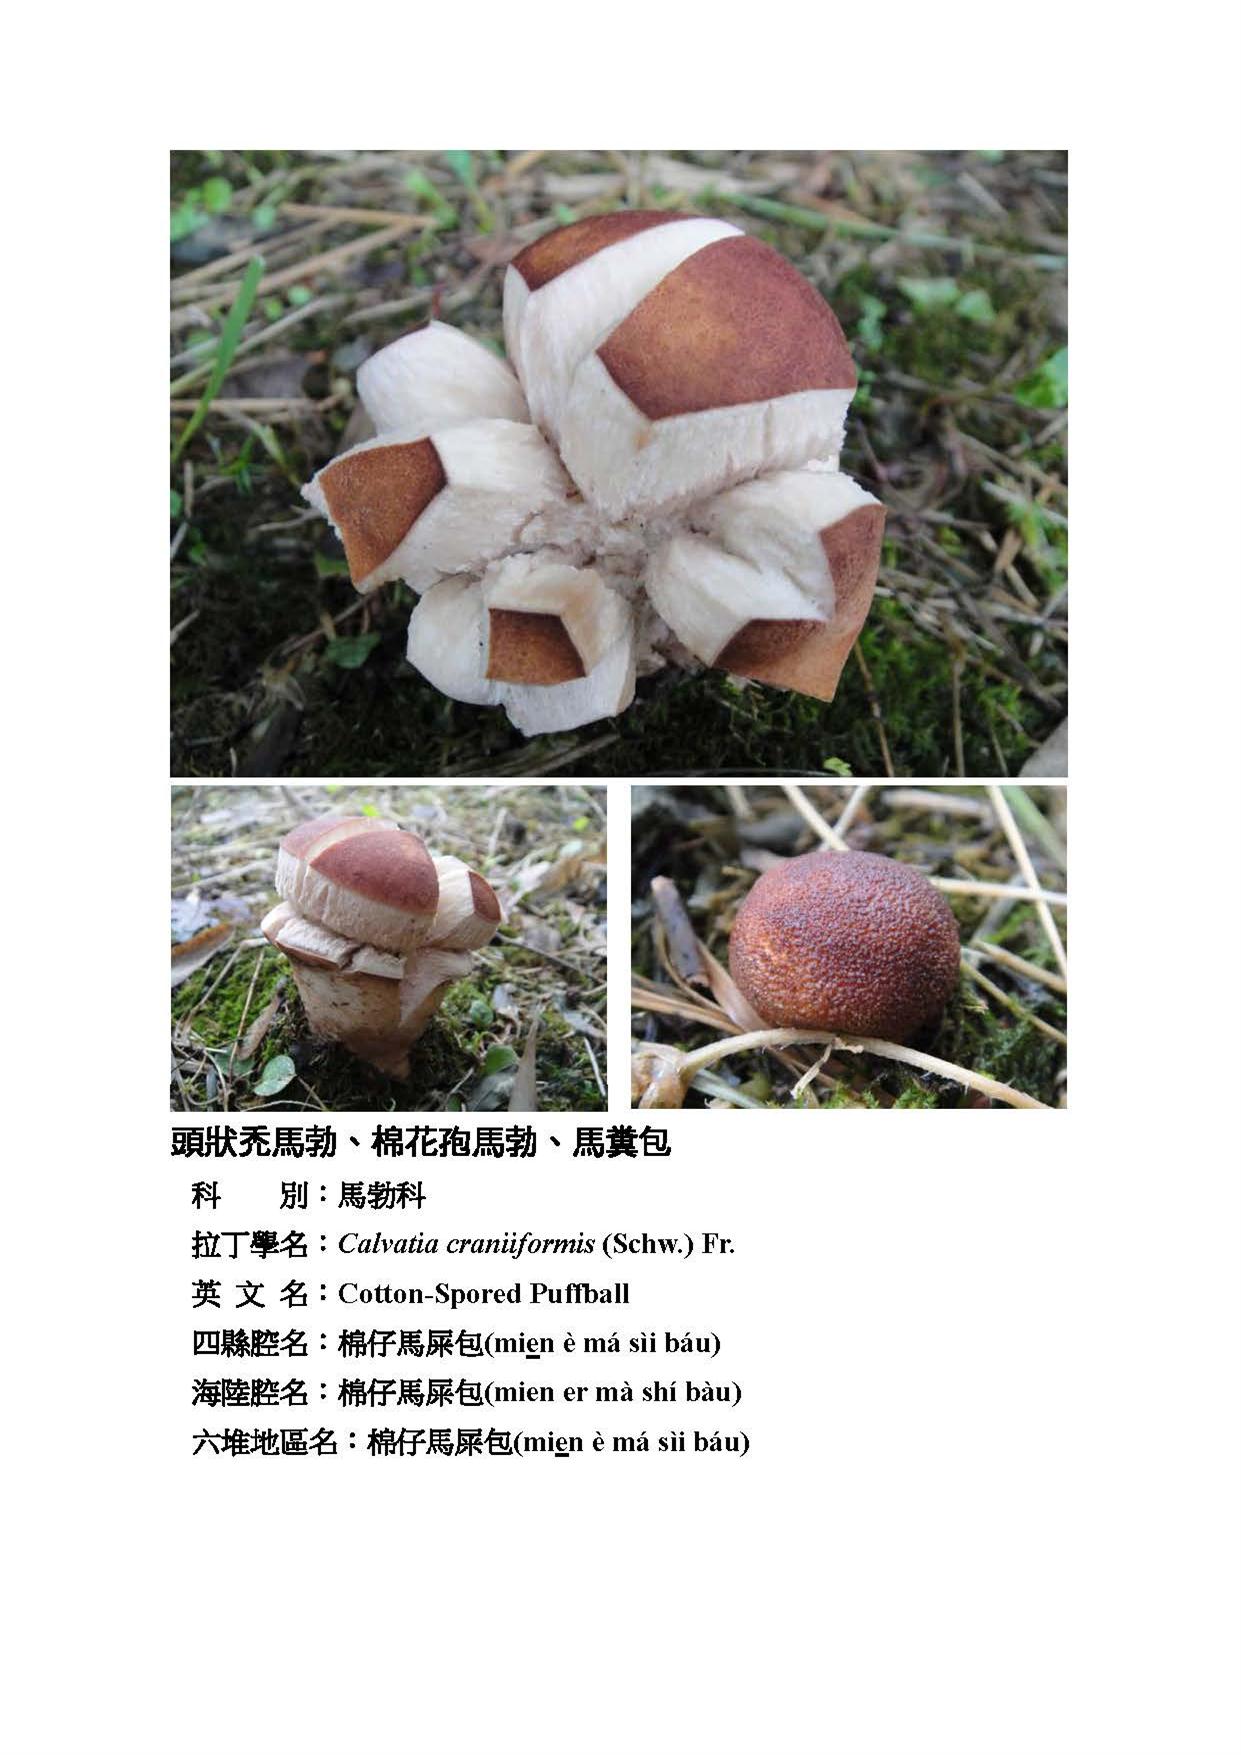 頭狀禿馬勃、棉花孢馬勃、馬糞包
科　　別：馬勃科
拉丁學名：Calvatia craniiformis (Schw.) Fr.
英 文 名：Cotton-Spored Puffball
四縣腔名：棉仔馬屎包(mien è má sìi báu)
海陸腔名：棉仔馬屎包(mien er mà shí bàu)
六堆地區名：棉仔馬屎包(mien è má sìi báu)